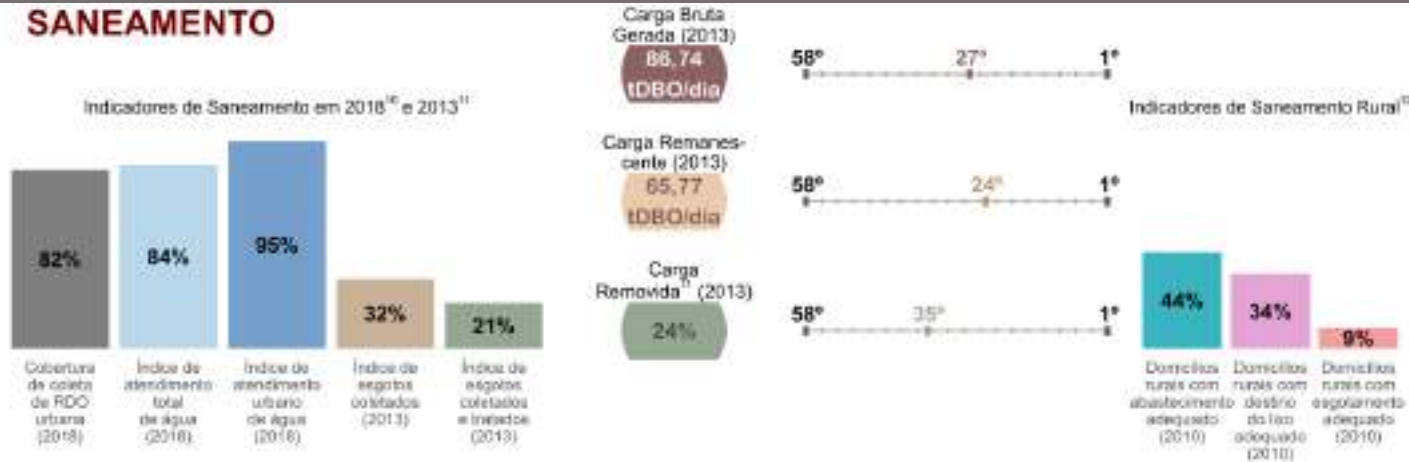 SANEAMENTO
Indicadores de Saneamento em 2018¹⁰ e 2013¹¹
82%
84%
95%
32%
21%
Cobertura
de coleta
de RDO
urbana
(2018)
Índice de
atendimento
total
de água
(2018)
Índice de
atendimento
urbano
de água
(2018)
Índice de
esgotos
coletados
(2013)
Índice de
esgotos
coletados
e tratados
(2013)
Carga Bruta
Gerada (2013)
86,74
tDBO/dia
58º
27º
1º
Carga Remanes-
cente (2013)
65,77
tDBO/dia
58º
24º
1º
Carga
Removida¹¹ (2013)
24%
58º
35º
1º
Indicadores de Saneamento Rural
44%
34%
9%
Domicílios
rurais com
abastecimento
adequado
(2010)
Domicílios
rurais com
destino
do lixo
adequado
(2010)
Domicílios
rurais com
esgotamento
adequado
(2010)